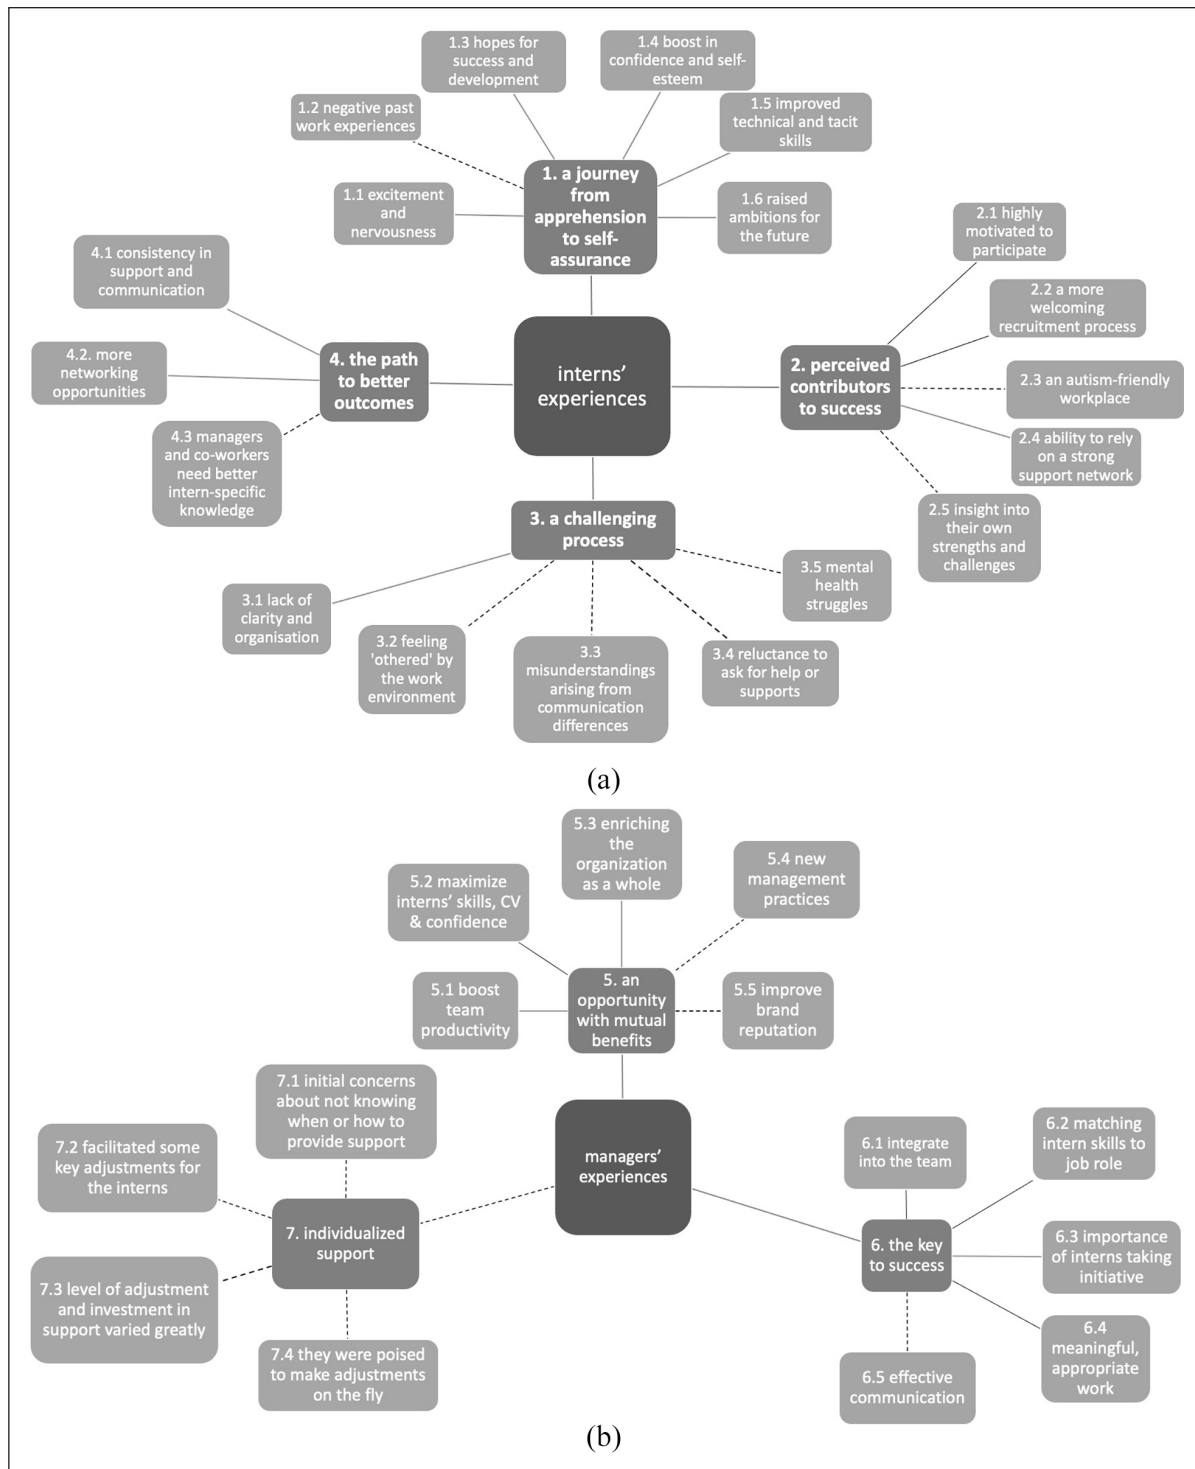 1.3 hopes for
success and
development
1.4 boost in
confidence and self-
esteem
1.2 negative past
work experiences
1.5 improved
technical and tacit
skills
1. a journey
from
apprehension
to self-
assurance
1.1 excitement
and
nervousness
1.6 raised
ambitions for
the future
2.1 highly
motivated to
participate
4.1 consistency in
support and
communication
2.2 a more
welcoming
recruitment process
4.2. more
networking
opportunities
4. the path
to better
outcomes
interns’
experiences
2. perceived
contributors
to success
2.3 an autism-friendly
workplace
4.3 managers
and co-workers
need better
intern-specific
knowledge
2.4 ability to rely
on a strong
support network
2.5 insight into
their own
strengths and
challenges
3. a challenging
process
3.5 mental
health
struggles
3.1 lack of
clarity and
organisation
3.2 feeling
'othered' by
the work
environment
3.3
misunderstandings
arising from
communication
differences
3.4 reluctance to
ask for help or
supports
(a)
5.3 enriching
the
organization
as a whole
5.2 maximize
interns’ skills, CV
& confidence
5.4 new
management
practices
5.1 boost
team
productivity
5. an
opportunity
with mutual
benefits
5.5 improve
brand
reputation
7.1 initial concerns
about not knowing
when or how to
provide support
7.2 facilitated some
key adjustments for
the interns
managers’
experiences
6.1 integrate
into the team
6.2 matching
intern skills to
job role
7. individualized
support
6. the key
to success
6.3 importance
of interns taking
initiative
7.3 level of adjustment
and investment in
support varied greatly
7.4 they were poised
to make adjustments
on the fly
6.4
meaningful,
appropriate
work
6.5 effective
communication
(b)